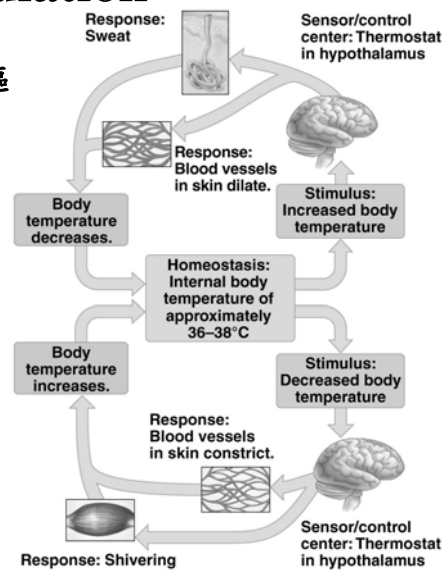 Response:
Sweat
Sensor/control
center: Thermostat
in hypothalamus
Response:
Blood vessels
in skin dilate.
Body
temperature
decreases.
Stimulus:
Increased body
temperature
Homeostasis:
Internal body
temperature of
approximately
36–38°C
Body
temperature
increases.
Stimulus:
Decreased body
temperature
Response:
Blood vessels
in skin constrict.
Sensor/control
center: Thermostat
in hypothalamus
Response: Shivering